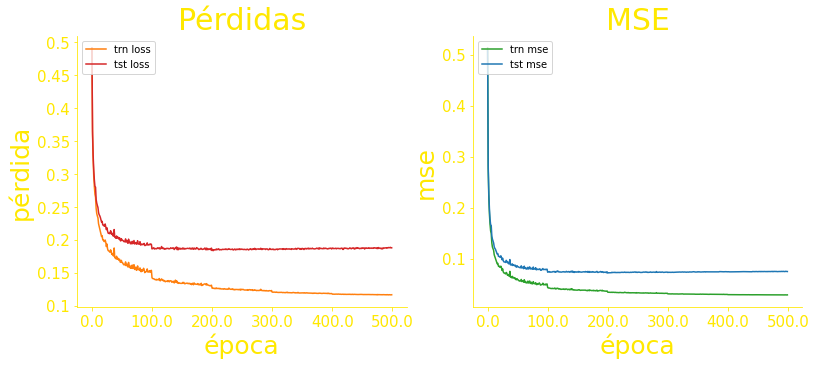 Pérdidas
trn loss
tst loss
0.5
0.45
0.4
0.35
0.3
0.25
0.2
0.15
0.1
pérdida
0.0 100.0 200.0 300.0 400.0 500.0
época
MSE
trn mse
tst mse
0.5
0.4
0.3
0.2
0.1
mse
0.0 100.0 200.0 300.0 400.0 500.0
época